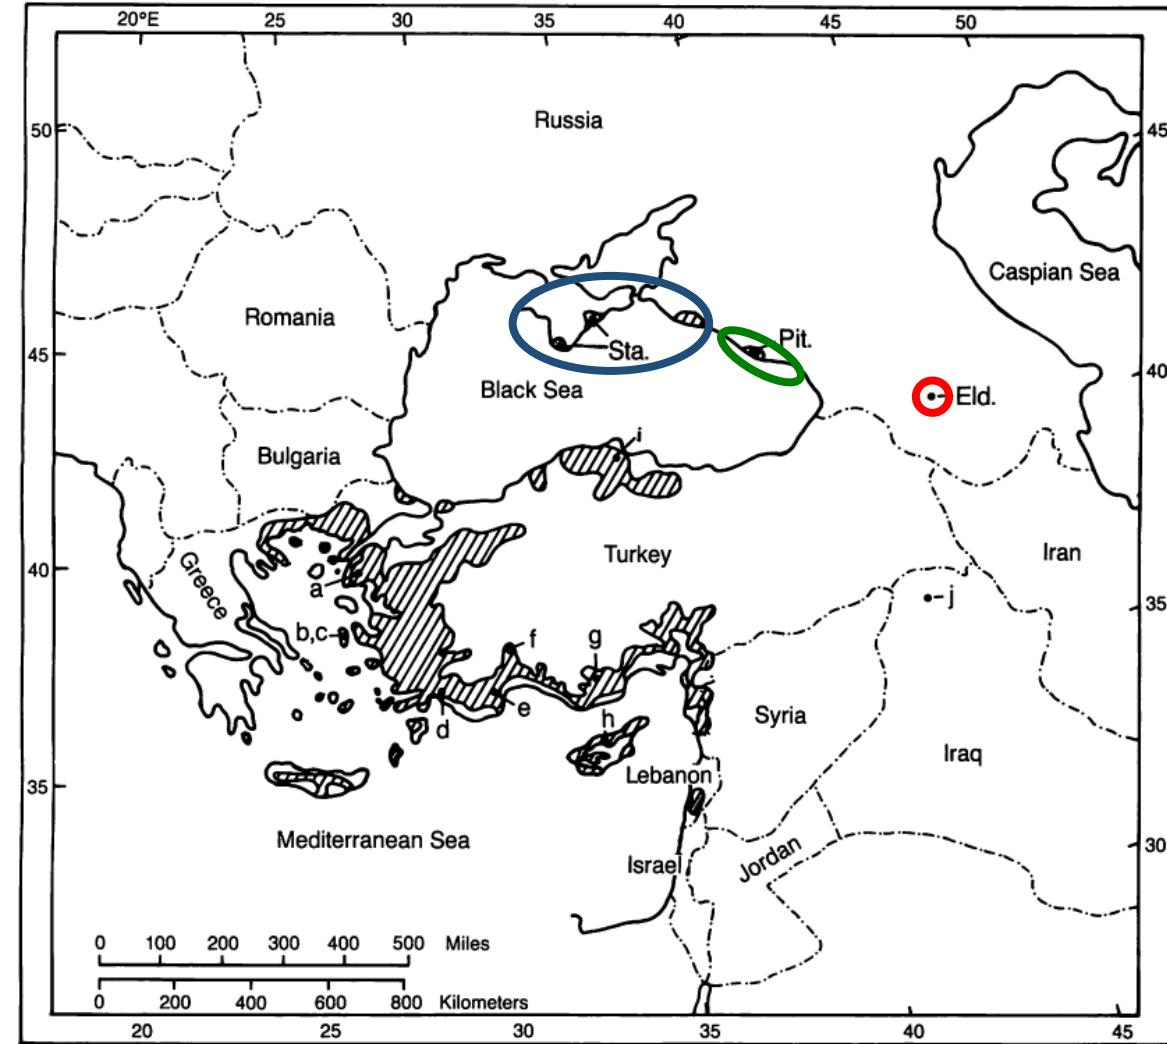 20°E 25 30 35 40 45 50
Russia
50
45
Caspian Sea
Romania
Pit.
Sta.
45
40
Black Sea
Eld.
i
Bulgaria
Turkey
Iran
40
Greece
a
j
35
b,c
f
g
d
e
h
Syria
Iraq
Lebanon
35
Mediterranean Sea
Israel
Jordan
30
0 100 200 300 400 500 Miles
0 200 400 600 800 Kilometers
20 25 30 35 40 45